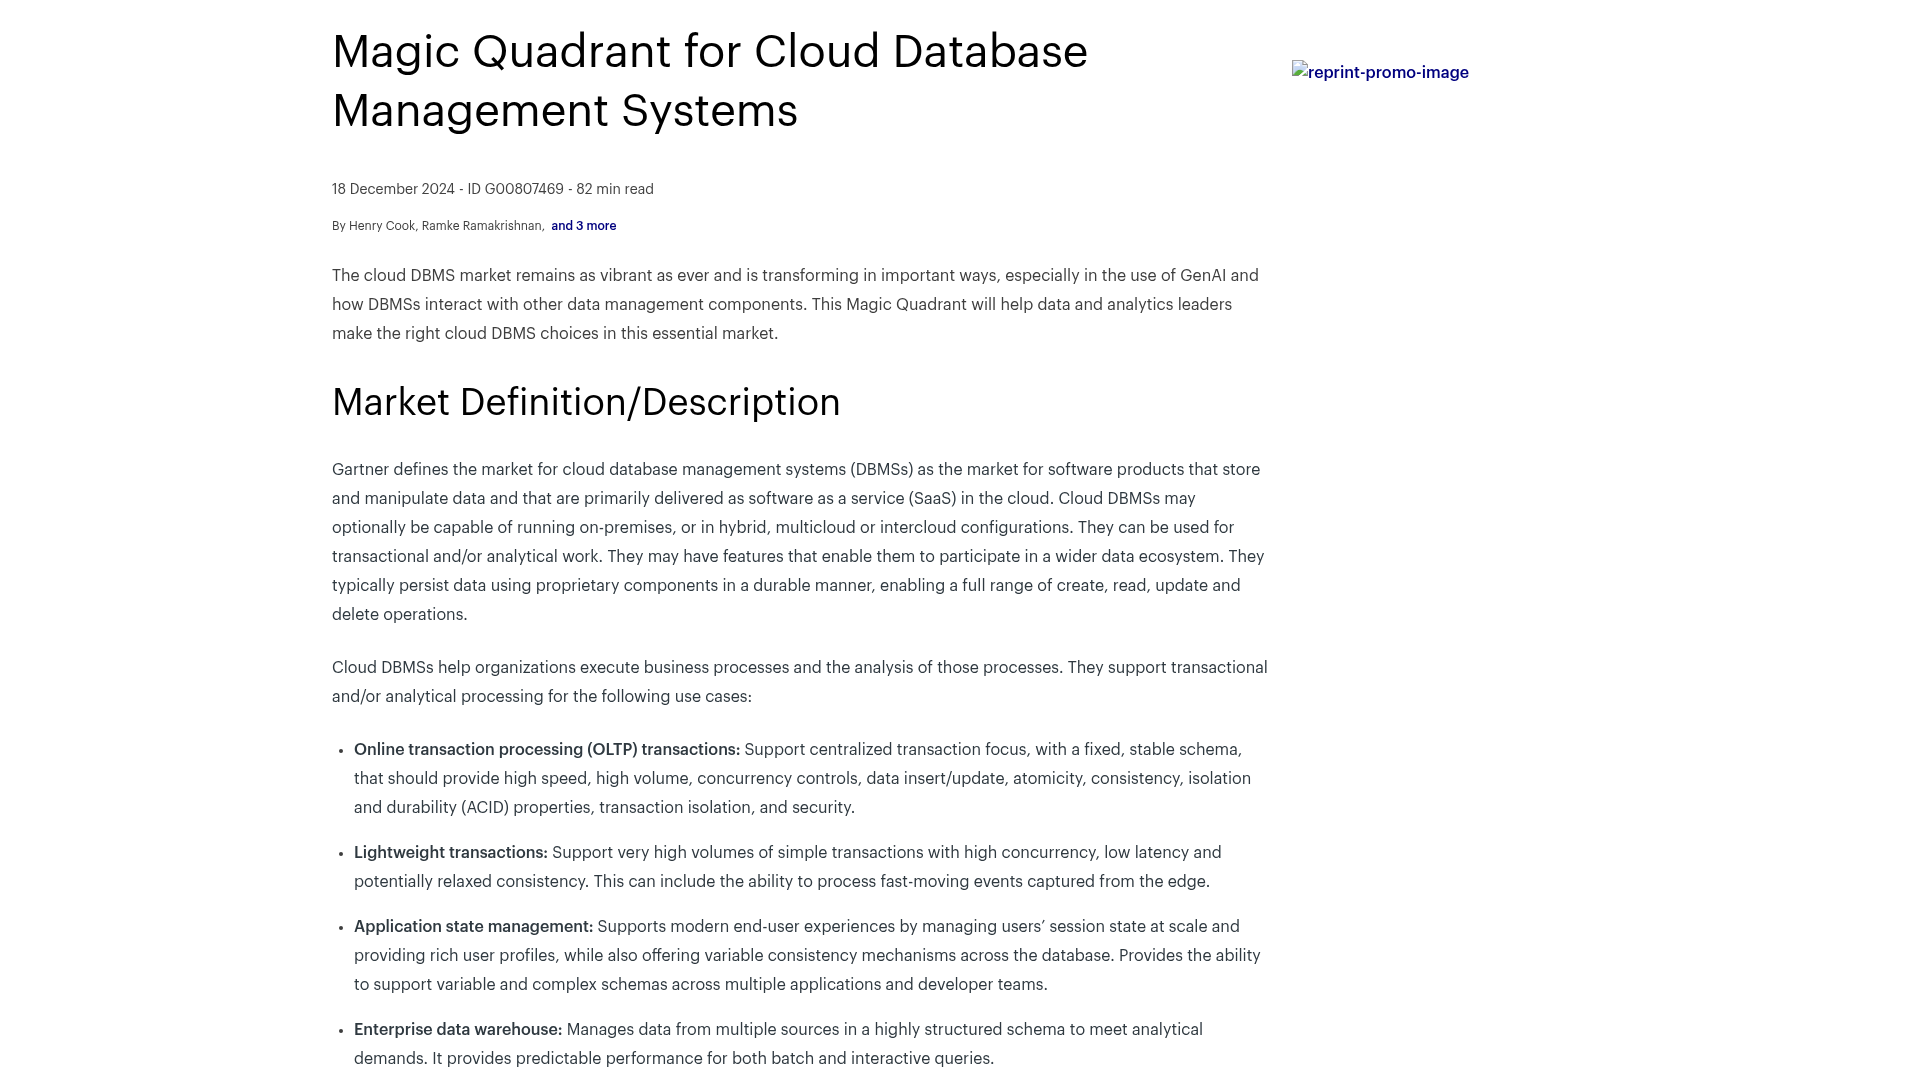 Magic Quadrant for Cloud Database
Management Systems
reprint-promo-image
18 December 2024 - ID G00807469 - 82 min read
By Henry Cook, Ramke Ramakrishnan, and 3 more
The cloud DBMS market remains as vibrant as ever and is transforming in important ways, especially in the use of GenAI and
how DBMSs interact with other data management components. This Magic Quadrant will help data and analytics leaders
make the right cloud DBMS choices in this essential market.
Market Definition/Description
Gartner defines the market for cloud database management systems (DBMSs) as the market for software products that store
and manipulate data and that are primarily delivered as software as a service (SaaS) in the cloud. Cloud DBMSs may
optionally be capable of running on-premises, or in hybrid, multicloud or intercloud configurations. They can be used for
transactional and/or analytical work. They may have features that enable them to participate in a wider data ecosystem. They
typically persist data using proprietary components in a durable manner, enabling a full range of create, read, update and
delete operations.
Cloud DBMSs help organizations execute business processes and the analysis of those processes. They support transactional
and/or analytical processing for the following use cases:
• Online transaction processing (OLTP) transactions: Support centralized transaction focus, with a fixed, stable schema,
that should provide high speed, high volume, concurrency controls, data insert/update, atomicity, consistency, isolation
and durability (ACID) properties, transaction isolation, and security.
• Lightweight transactions: Support very high volumes of simple transactions with high concurrency, low latency and
potentially relaxed consistency. This can include the ability to process fast-moving events captured from the edge.
• Application state management: Supports modern end-user experiences by managing users’ session state at scale and
providing rich user profiles, while also offering variable consistency mechanisms across the database. Provides the ability
to support variable and complex schemas across multiple applications and developer teams.
• Enterprise data warehouse: Manages data from multiple sources in a highly structured schema to meet analytical
demands. It provides predictable performance for both batch and interactive queries.